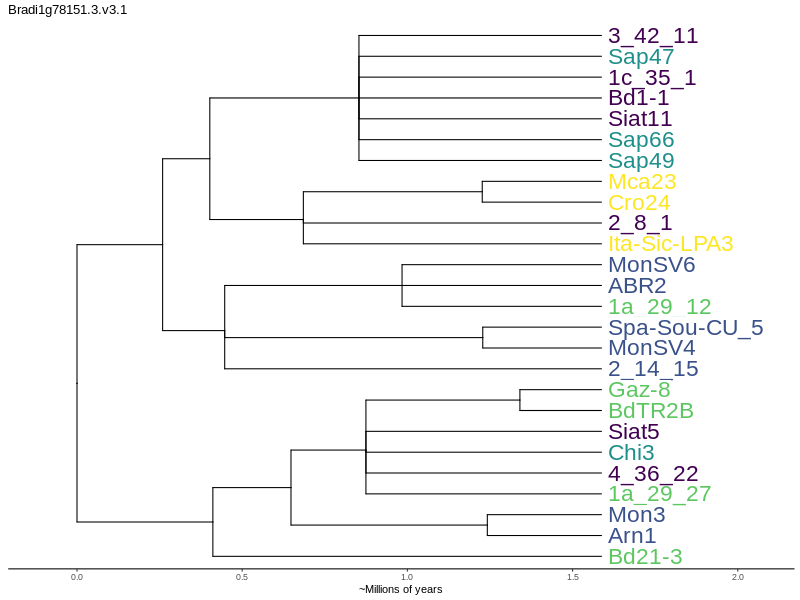 Bradi1g78151.3.v3.1
3_42_11
Sap47
1c_35_1
Bd1-1
Siat11
Sap66
Sap49
Mca23
Cro24
2_8_1
Ita-Sic-LPA3
MonSV6
ABR2
1a_29_12
Spa-Sou-CU_5
MonSV4
2_14_15
Gaz-8
BdTR2B
Siat5
Chi3
4_36_22
1a_29_27
Mon3
Arn1
Bd21-3
0.0 0.5 1.0 1.5 2.0
~Millions of years